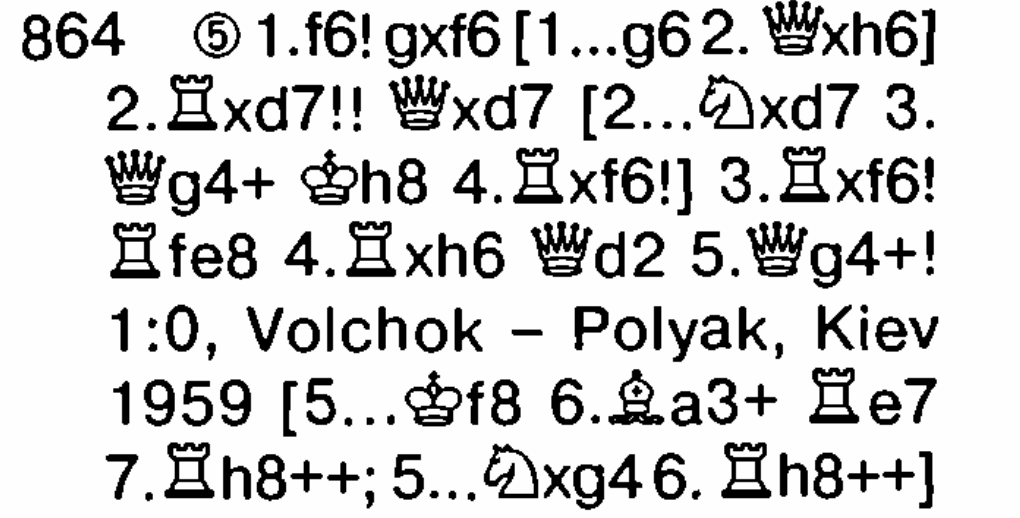 864 ⑤ 1.f6! gxf6 [1...g6 2. ♕xh6]
2.♖xd7!! ♕xd7 [2...♘xd7 3.
♕g4+ ♔h8 4.♖xf6!] 3.♖xf6!
♖fe8 4.♖xh6 ♕d2 5.♕g4+!
1:0, Volchok – Polyak, Kiev
1959 [5...♔f8 6.♗a3+ ♖e7
7.♖h8++; 5...♘xg4 6. ♖h8++]